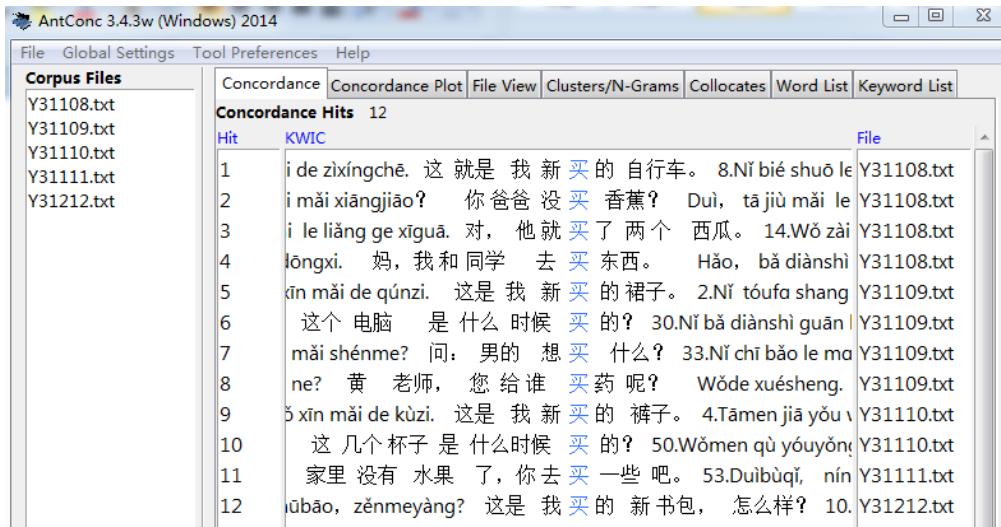 AntConc 3.4.3w (Windows) 2014
File Global Settings Tool Preferences Help
Corpus Files
Y31108.txt
Y31109.txt
Y31110.txt
Y31111.txt
Y31212.txt
Concordance Concordance Plot File View Clusters/N-Grams Collocates Word List Keyword List
Concordance Hits 12
Hit KWIC File
1 i de zìxíngchē. 这 就是 我 新 买 的 自行车。 8.Nǐ bié shuō le Y31108.txt
2 i mǎi xiāngjiāo? 你 爸爸 没 买 香蕉? Duì, tā jiù mǎi le Y31108.txt
3 i le liǎng ge xīguā. 对, 他 就 买 了 两 个 西瓜。 14.Wǒ zài Y31108.txt
4 dōngxi. 妈, 我 和 同学 去 买 东西。 Hǎo, bǎ diànshì Y31108.txt
5 xīn mǎi de qúnzi. 这是 我 新 买 的 裙子。 2.Nǐ tóufa shang Y31109.txt
6 这个 电脑 是 什么 时候 买 的? 30.Nǐ bǎ diànshì guān Y31109.txt
7 mǎi shénme? 问: 男的 想 买 什么? 33.Nǐ chī bǎo le ma Y31109.txt
8 ne? 黄 老师, 您 给 谁 买 药 呢? Wǒde xuésheng. Y31109.txt
9 xīn mǎi de kùzi. 这是 我 新 买 的 裤子。 4.Tāmen jiā yǒu Y31110.txt
10 这 几个 杯子 是 什么时候 买 的? 50.Wǒmen qù yóuyǒng Y31110.txt
11 家里 没有 水果 了, 你 去 买 一些 吧。 53.Duìbùqǐ, nín Y31111.txt
12 ūbāo, zěnmeyàng? 这是 我 买 的 新 书包, 怎么样? 10. Y31212.txt